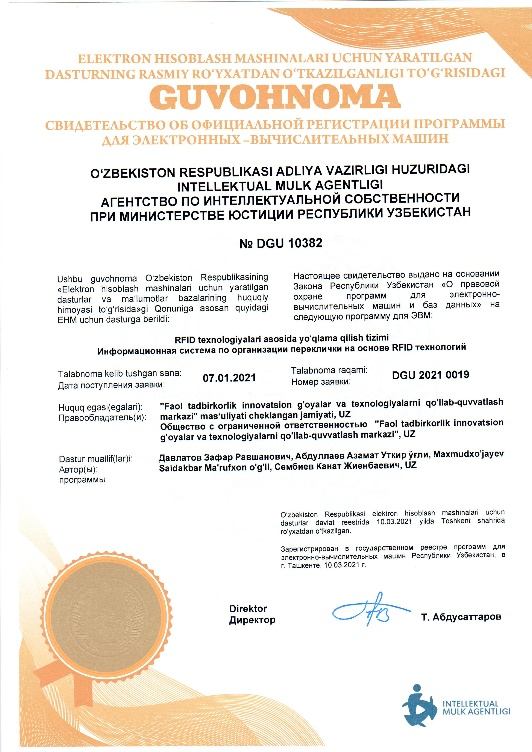 ELEKTRON HISOBLASH MASHINALARI UCHUN YARATILGAN
DASTURNING RASMIY RO'YXATDAN O'TKAZILGANLIGI TO'G'RISIDAGI
GUVOHNOMA
СВИДЕТЕЛЬСТВО ОБ ОФИЦИАЛЬНОЙ РЕГИСТРАЦИИ ПРОГРАММЫ
ДЛЯ ЭЛЕКТРОННЫХ –ВЫЧИСЛИТЕЛЬНЫХ МАШИН
O'ZBEKISTON RESPUBLIKASI ADLIYA VAZIRLIGI HUZURIDAGI
INTELLEKTUAL MULK AGENTLIGI
АГЕНТСТВО ПО ИНТЕЛЛЕКТУАЛЬНОЙ СОБСТВЕННОСТИ
ПРИ МИНИСТЕРСТВЕ ЮСТИЦИИ РЕСПУБЛИКИ УЗБЕКИСТАН
№ DGU 10382
Ushbu guvohnoma O'zbekiston Respublikasining
«Elektron hisoblash mashinalari uchun yaratilgan
dasturlar va ma'lumotlar bazalarining huquqiy
himoyasi to'g'risida»gi Qonuniga asosan quyidagi
EHM uchun dasturga berildi:
Настоящее свидетельство выдано на основании
Закона Республики Узбекистан «О правовой
охране программ для электронно-
вычислительных машин и баз данных» на
следующую программу для ЭВМ:
RFID texnologiyalari asosida yo'qlama qilish tizimi
Информационная система по организации переклички на основе RFID технологий
Talabnoma kelib tushgan sana:
Дата поступления заявки:
07.01.2021
Talabnoma raqami:
Номер заявки:
DGU 2021 0019
Huquq egasi(egalari):
Правообладатель(и):
"Faol tadbirkorlik innovatsion g'oyalar va texnologiyalarni qo'llab-quvvatlash
markazi" mas'uliyati cheklangan jamiyati, UZ
Общество с ограниченной ответственностью "Faol tadbirkorlik innovatsion
g'oyalar va texnologiyalarni qo'llab-quvvatlash markazi", UZ
Dastur muallif(lar)i:
Автор(ы):
программы
Давлатов Зафар Равшанович, Абдуллаев Азамат Уткир ўғли, Maxmudxo'jayev
Saidakbar Ma'rufxon o'g'li, Сембиев Канат Жиенбаевич, UZ
O'zbekiston Respublikasi elektron hisoblash mashinalari uchun
dasturlar davlat reestrida 10.03.2021 yilda Toshkent shahrida
ro'yxatdan o'tkazilgan.
Зарегистрирован в государственном реестре программ для
электронно-вычислительных машин Республики Узбекистан, в
г. Ташкенте, 10.03.2021 г.
Direktor
Директор
Т. Абдусаттаров
INTELLEKTUAL
MULK AGENTLIGI